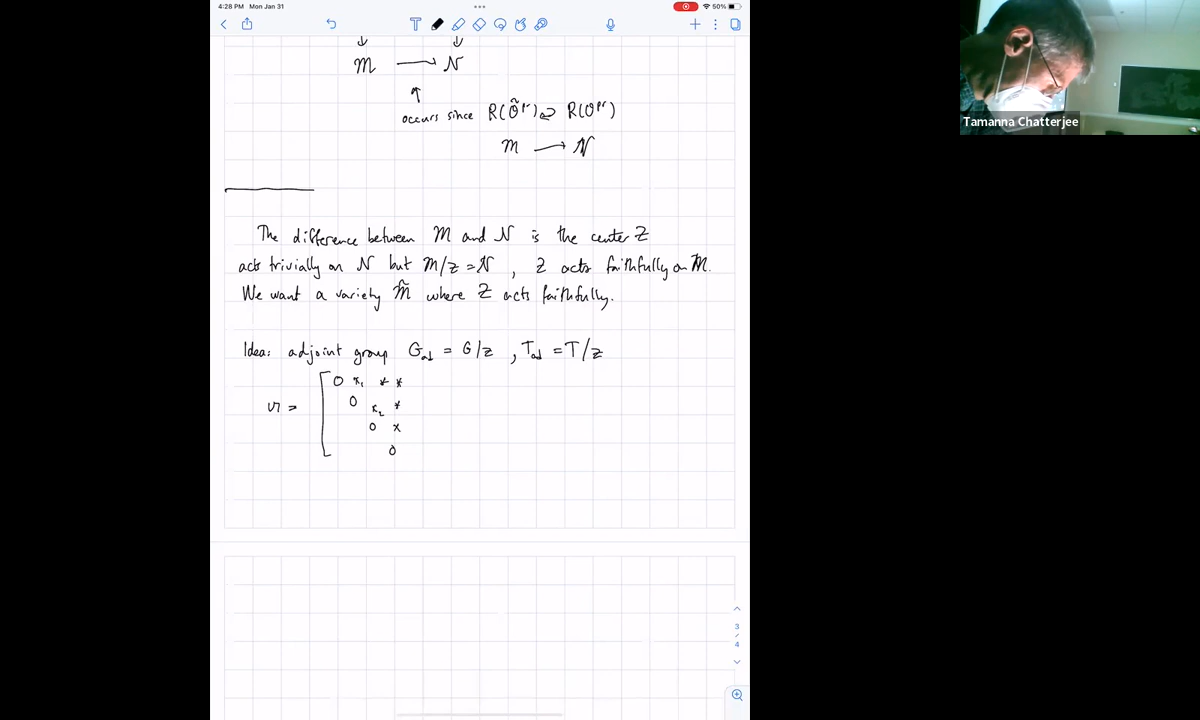 4:28 PM Mon Jan 31
50%
M → N
occurs since R(Õᵖʳ) ↩ R(Oᵖʳ)
M → N
The difference between M and N is the center Z
acts trivially on N but M/Z = N , Z acts faithfully on M.
We want a variety M̃ where Z acts faithfully.
Idea: adjoint group G_ad = G/Z , T_ad = T/Z
0 x₁ * *
0 x₂ *
0 x
0
Tamanna Chatterjee
3
/
4